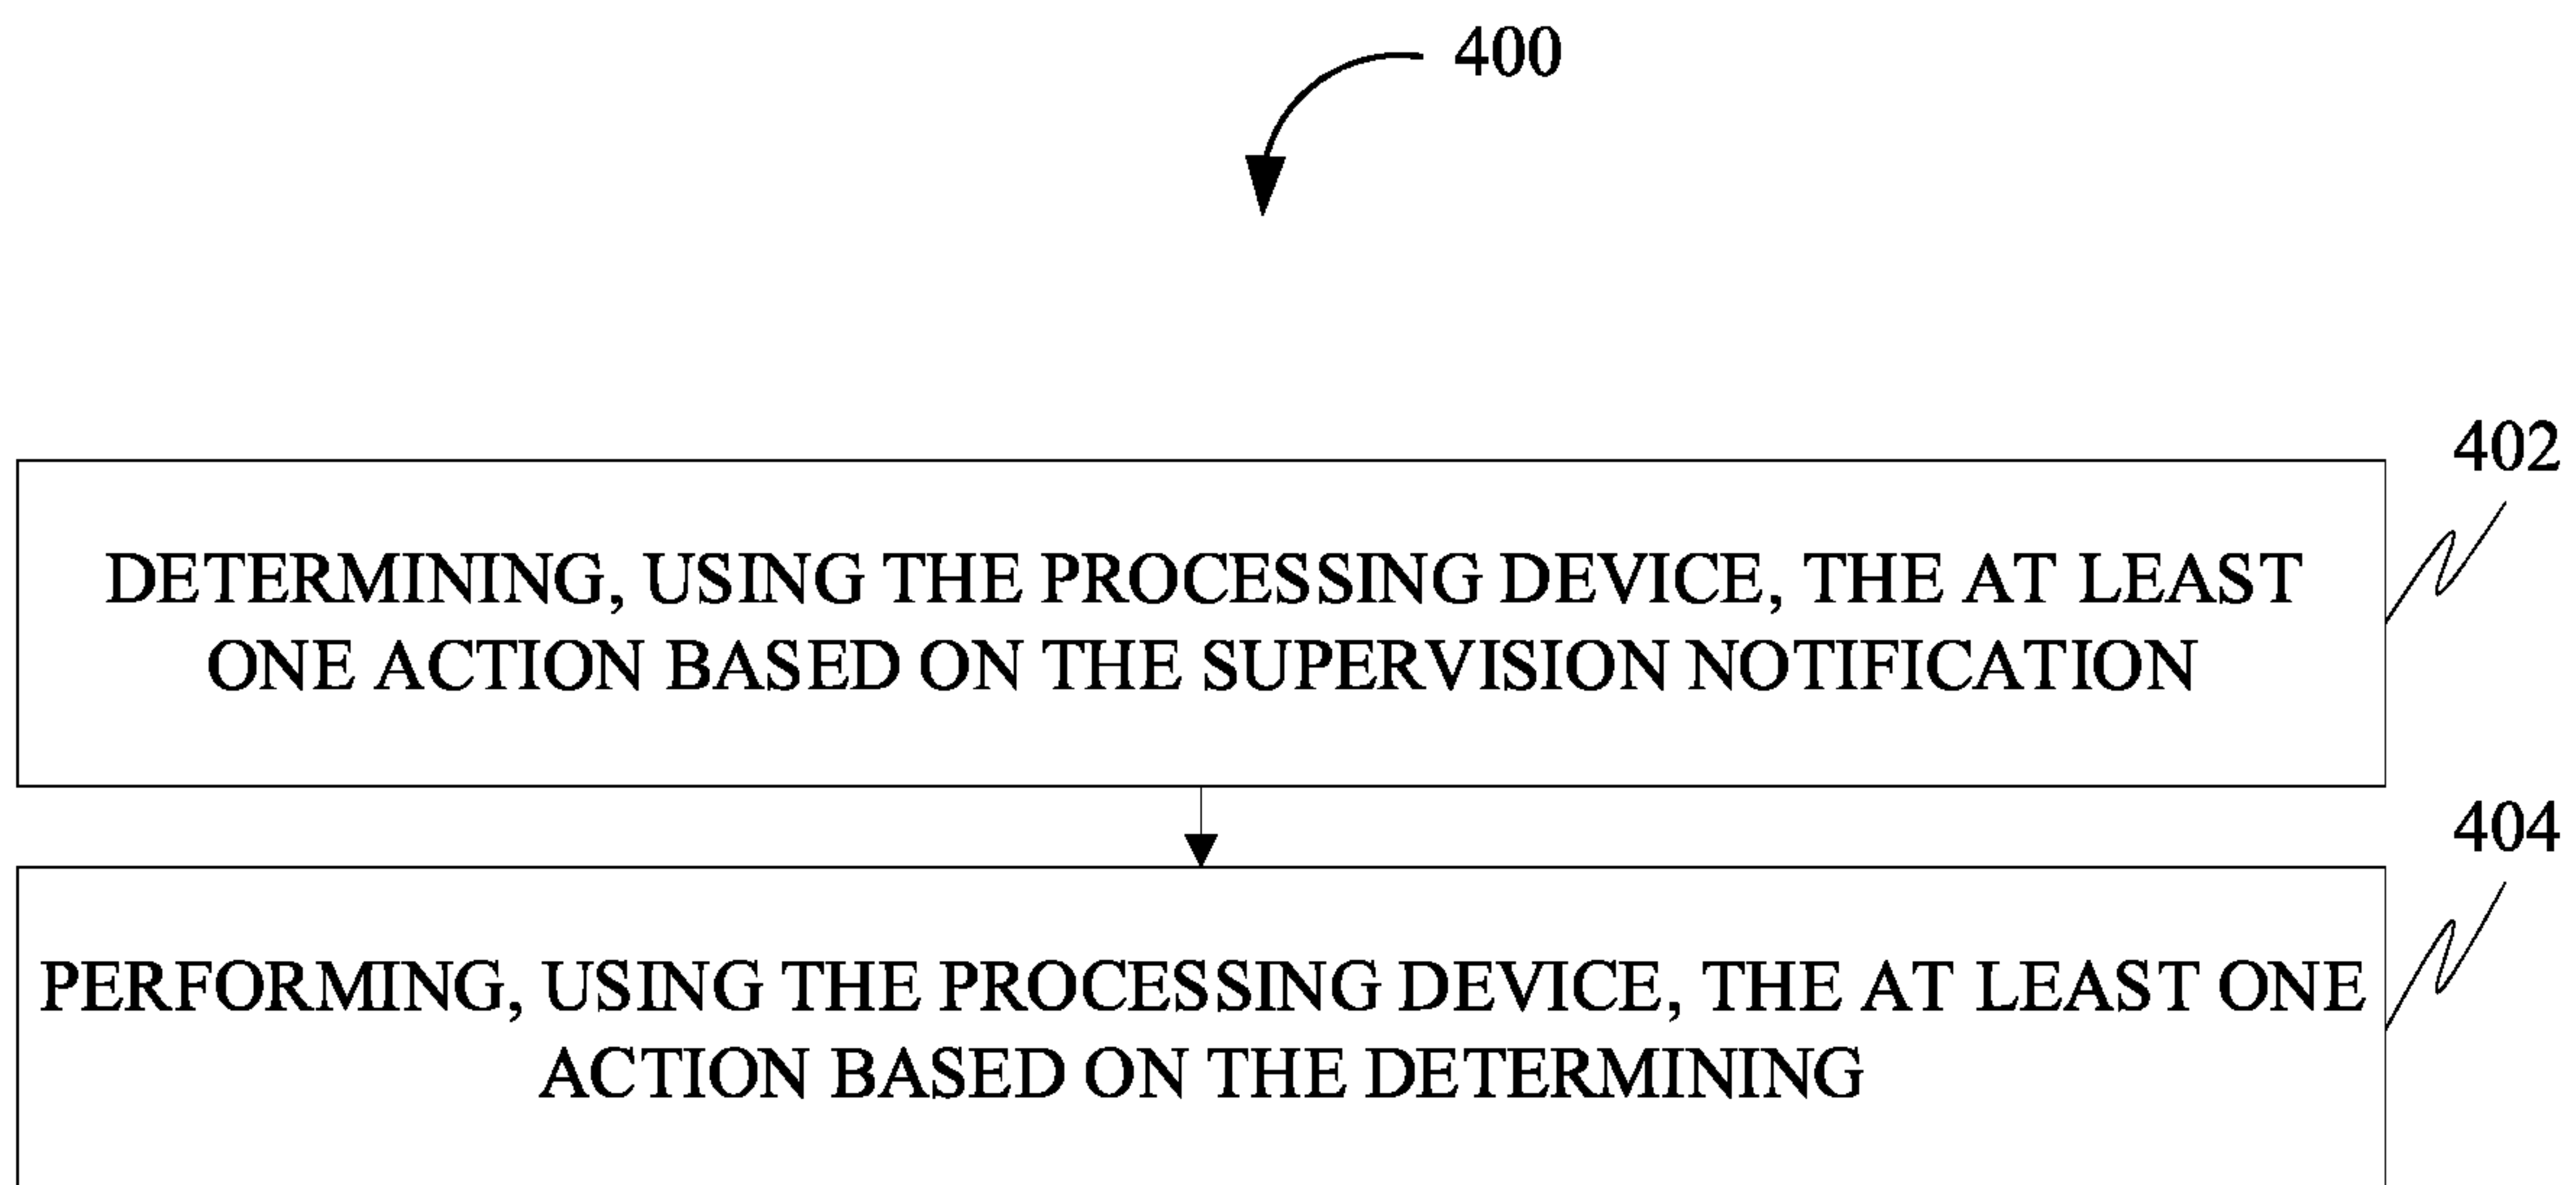 400
402
DETERMINING, USING THE PROCESSING DEVICE, THE AT LEAST
ONE ACTION BASED ON THE SUPERVISION NOTIFICATION
404
PERFORMING, USING THE PROCESSING DEVICE, THE AT LEAST ONE
ACTION BASED ON THE DETERMINING